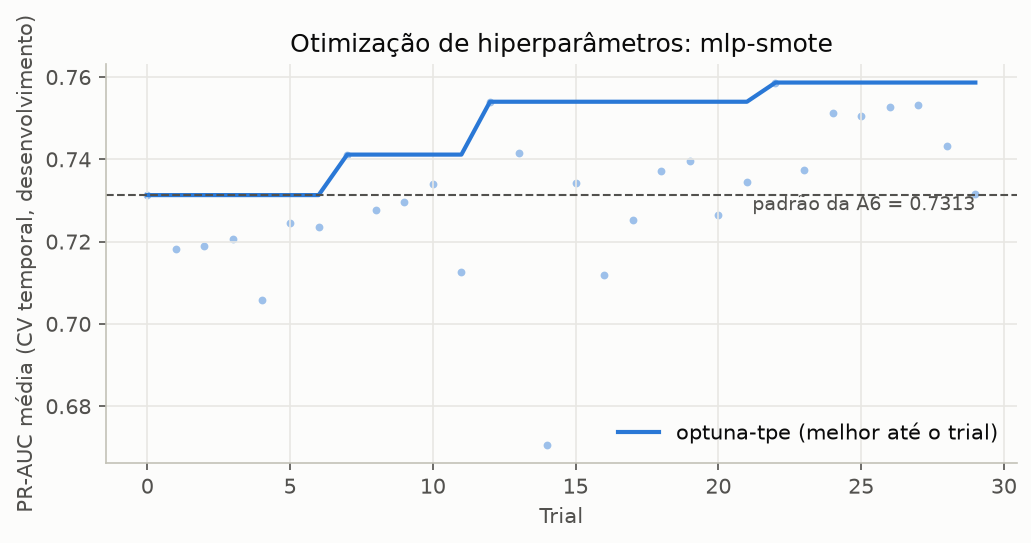 Otimização de hiperparâmetros: mlp-smote
PR-AUC média (CV temporal, desenvolvimento)
0.76
0.74
0.72
0.70
0.68
padrão da A6 = 0.7313
optuna-tpe (melhor até o trial)
0
5
10
15
20
25
30
Trial